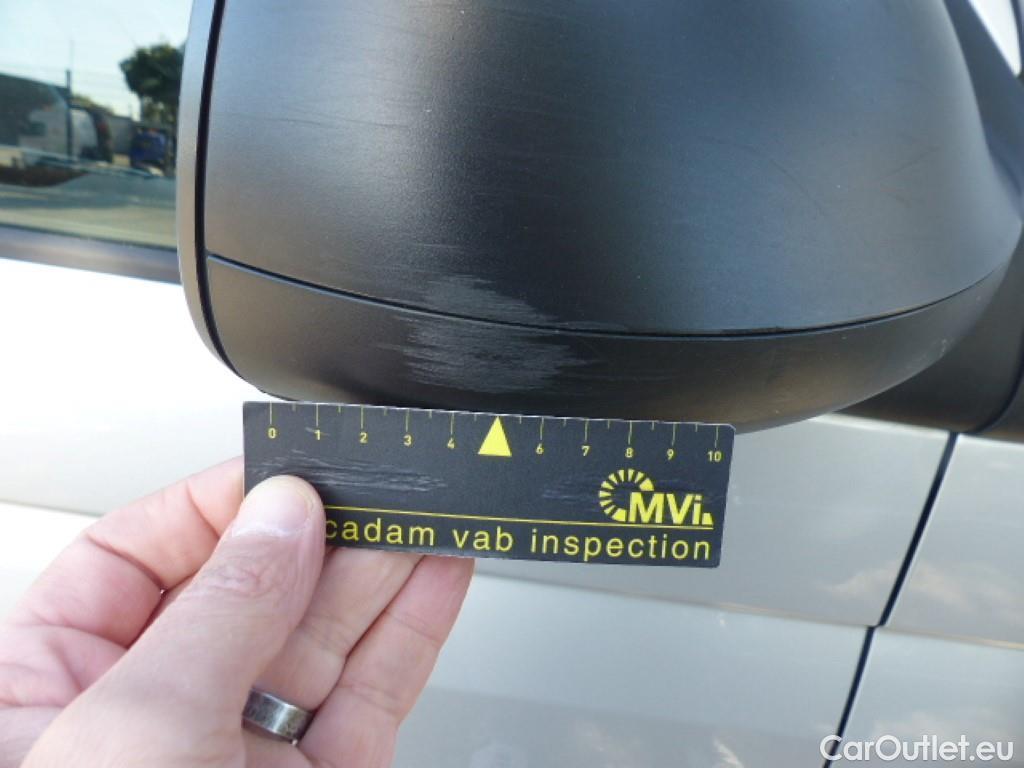 0 1 2 3 4 6 7 8 9 10
MVi
cadam vab inspection
CarOutlet.eu